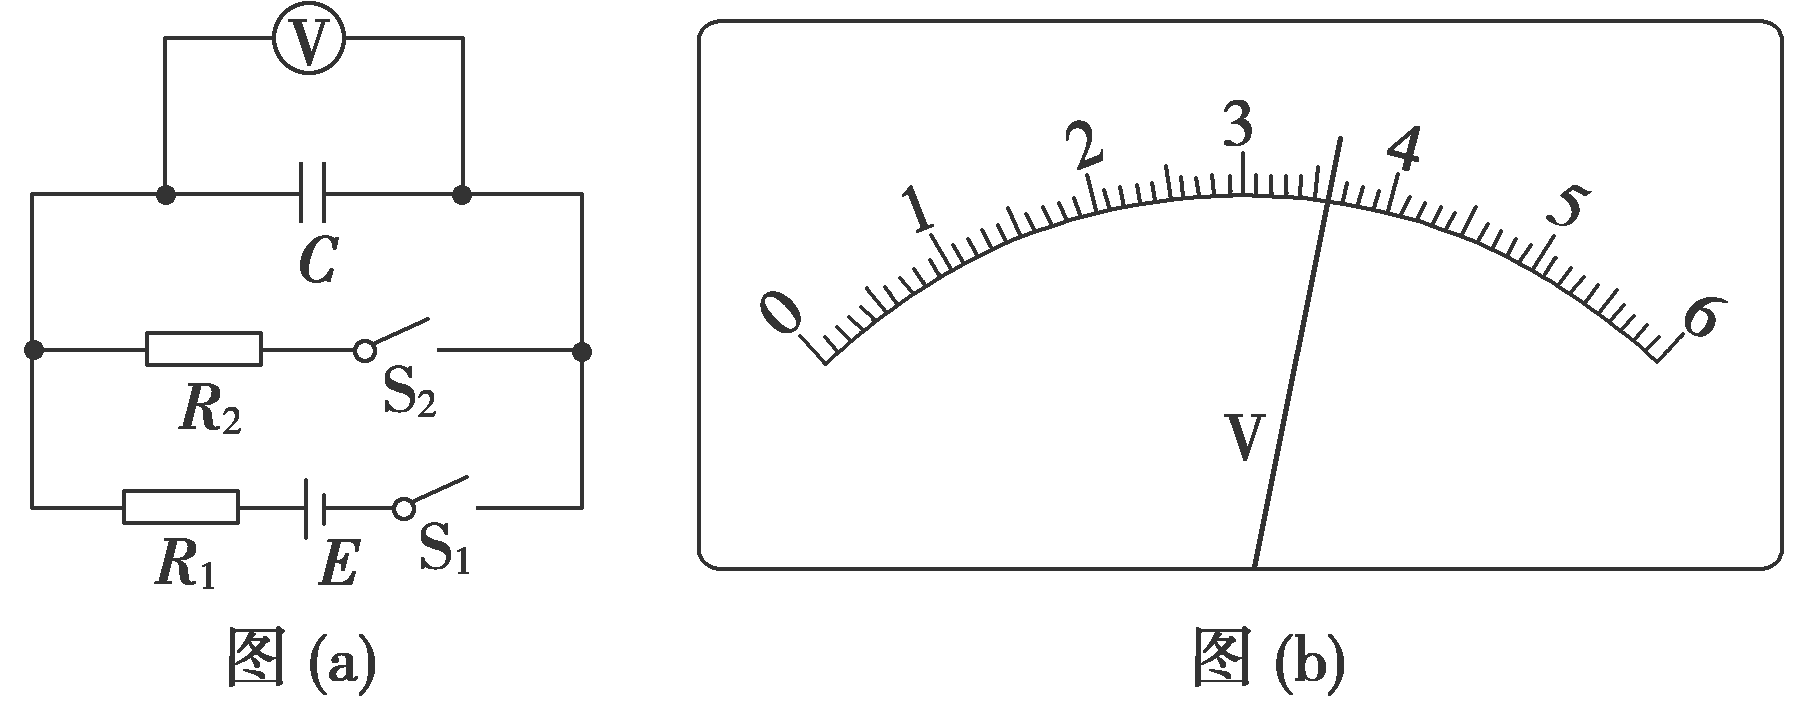 V
C
R₂ S₂
R₁ E S₁
图 (a)
0 1 2 3 4 5 6
V
图 (b)